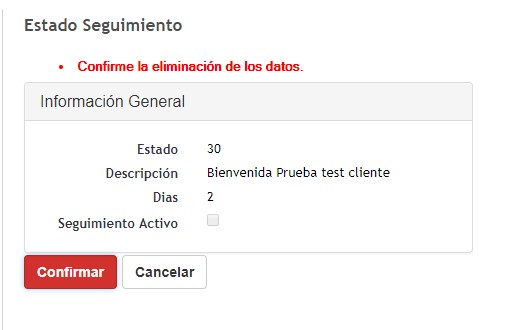 Estado Seguimiento
• Confirme la eliminación de los datos.
Información General
Estado 30
Descripción Bienvenida Prueba test cliente
Dias 2
Seguimiento Activo
Confirmar Cancelar